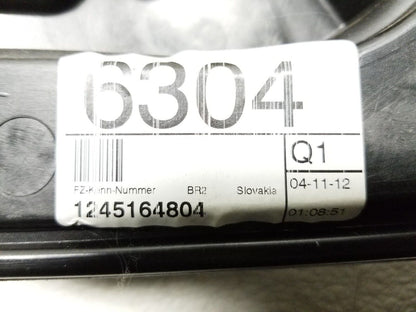 6304
Q1
FZ-Kenn-Nummer BR2 Slovakia 04-11-12
1245164804 01:08:51